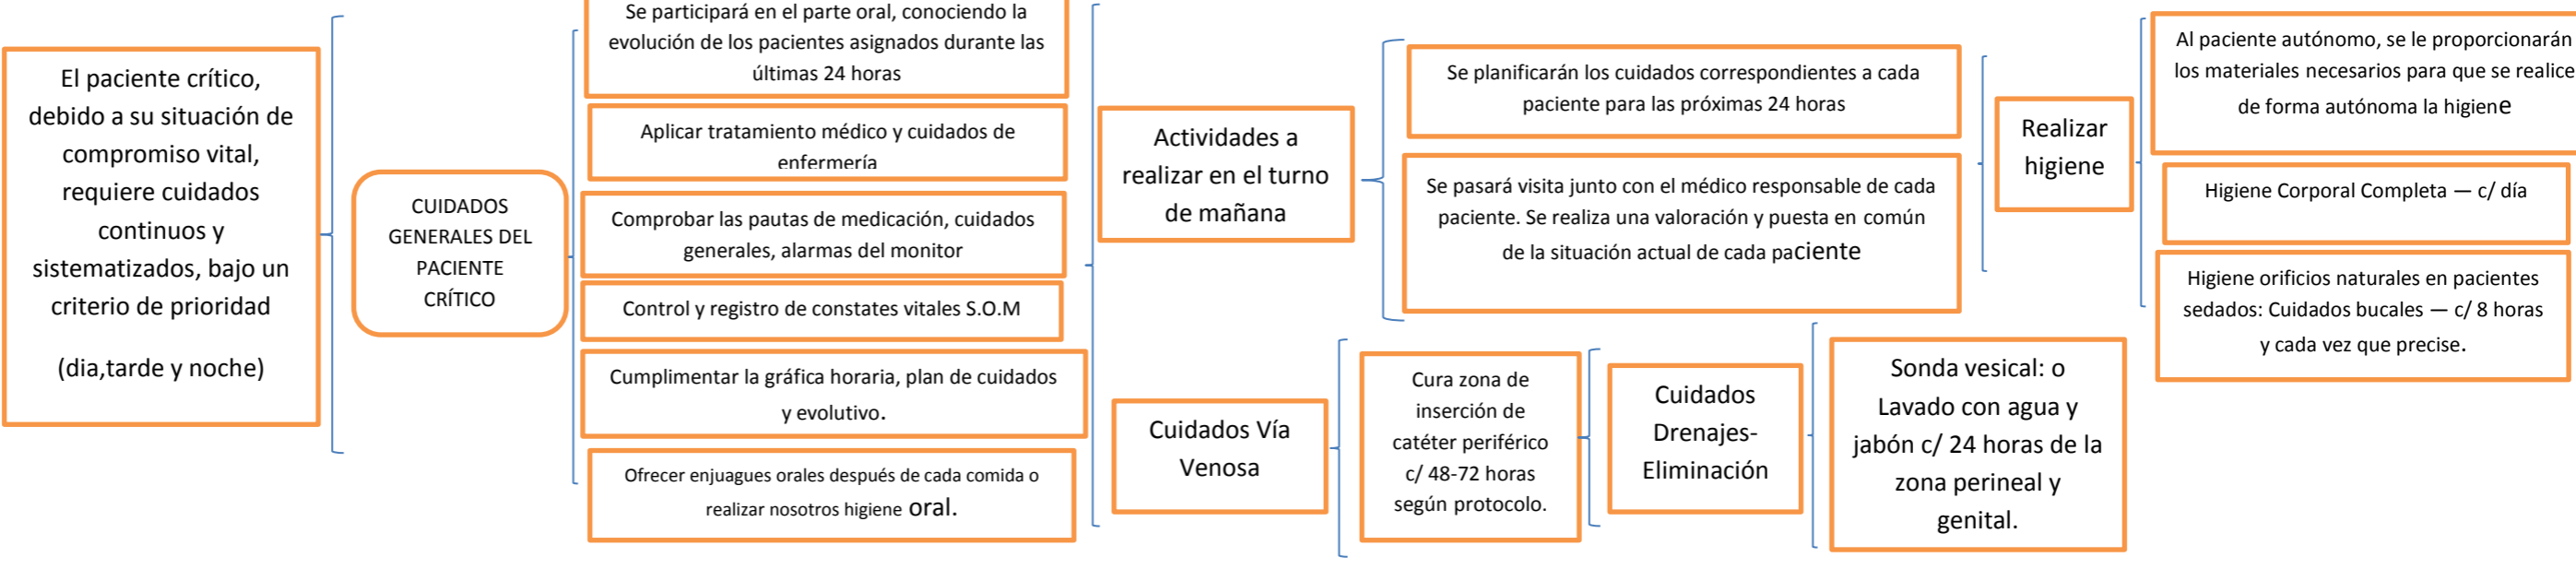 El paciente crítico,
debido a su situación de
compromiso vital,
requiere cuidados
continuos y
sistematizados, bajo un
criterio de prioridad
(dia,tarde y noche)
CUIDADOS
GENERALES DEL
PACIENTE
CRÍTICO
Se participará en el parte oral, conociendo la
evolución de los pacientes asignados durante las
últimas 24 horas
Aplicar tratamiento médico y cuidados de
enfermería
Comprobar las pautas de medicación, cuidados
generales, alarmas del monitor
Control y registro de constates vitales S.O.M
Cumplimentar la gráfica horaria, plan de cuidados
y evolutivo.
Ofrecer enjuagues orales después de cada comida o
realizar nosotros higiene oral.
Actividades a
realizar en el turno
de mañana
Se planificarán los cuidados correspondientes a cada
paciente para las próximas 24 horas
Se pasará visita junto con el médico responsable de cada
paciente. Se realiza una valoración y puesta en común
de la situación actual de cada paciente
Realizar
higiene
Al paciente autónomo, se le proporcionarán
los materiales necesarios para que se realice
de forma autónoma la higiene
Higiene Corporal Completa — c/ día
Higiene orificios naturales en pacientes
sedados: Cuidados bucales — c/ 8 horas
y cada vez que precise.
Cuidados Vía
Venosa
Cura zona de
inserción de
catéter periférico
c/ 48-72 horas
según protocolo.
Cuidados
Drenajes-
Eliminación
Sonda vesical: o
Lavado con agua y
jabón c/ 24 horas de la
zona perineal y
genital.